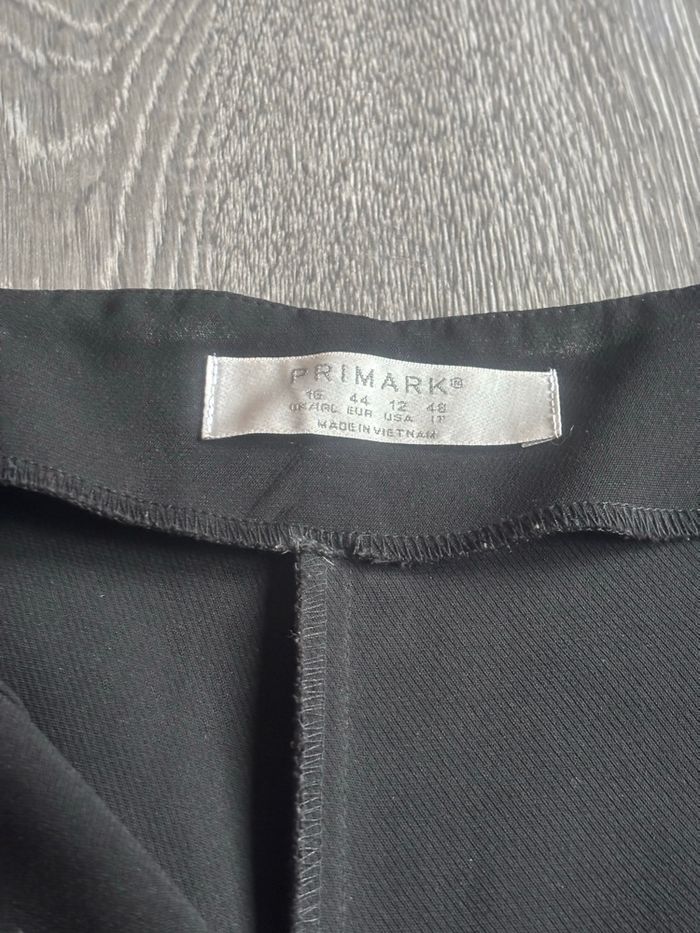 PRIMARK®
16 44 12 48
UK/IRL EUR USA IT
MADE IN VIETNAM